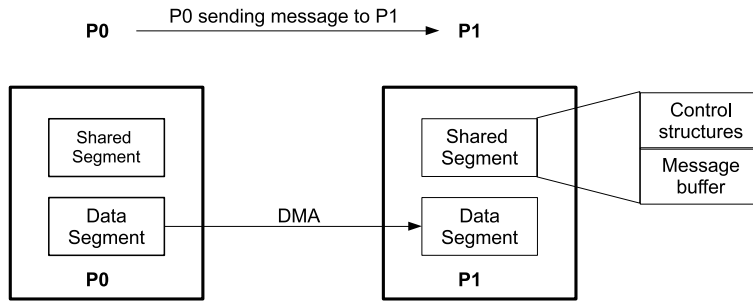 P0 sending message to P1
P0
P1
Shared
Segment
Data
Segment
P0
DMA
Shared
Segment
Data
Segment
P1
Control
structures
Message
buffer